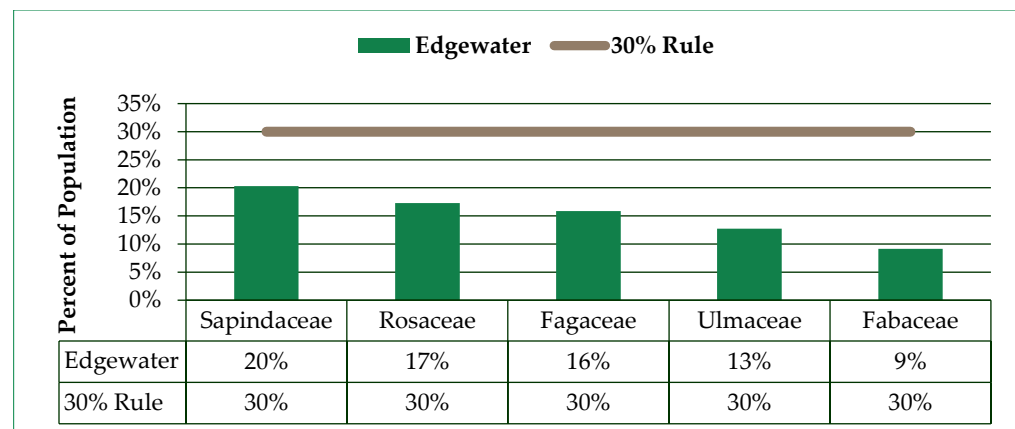 Edgewater 30% Rule
Percent of Population
35%
30%
25%
20%
15%
10%
5%
0%
Sapindaceae Rosaceae Fagaceae Ulmaceae Fabaceae
Edgewater 20% 17% 16% 13% 9%
30% Rule 30% 30% 30% 30% 30%